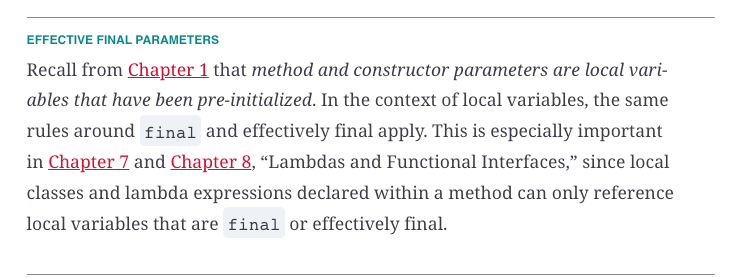 EFFECTIVE FINAL PARAMETERS
Recall from Chapter 1 that method and constructor parameters are local vari-
ables that have been pre-initialized. In the context of local variables, the same
rules around final and effectively final apply. This is especially important
in Chapter 7 and Chapter 8, “Lambdas and Functional Interfaces,” since local
classes and lambda expressions declared within a method can only reference
local variables that are final or effectively final.